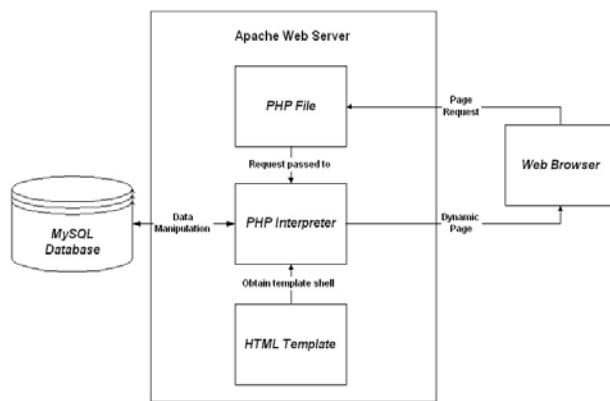 Apache Web Server
PHP File
Page
Request
Request passed to
Web Browser
MySQL
Database
Data
Manipulation
PHP Interpreter
Dynamic
Page
Obtain template shell
HTML Template